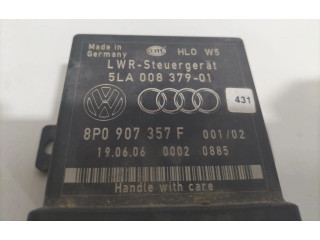 Made in
Germany
Hella HLO W5
LWR-Steuergerät
5LA 008 379-01
431
8P0 907 357 F 001/02
19.06.06 0002 0885
Handle with care